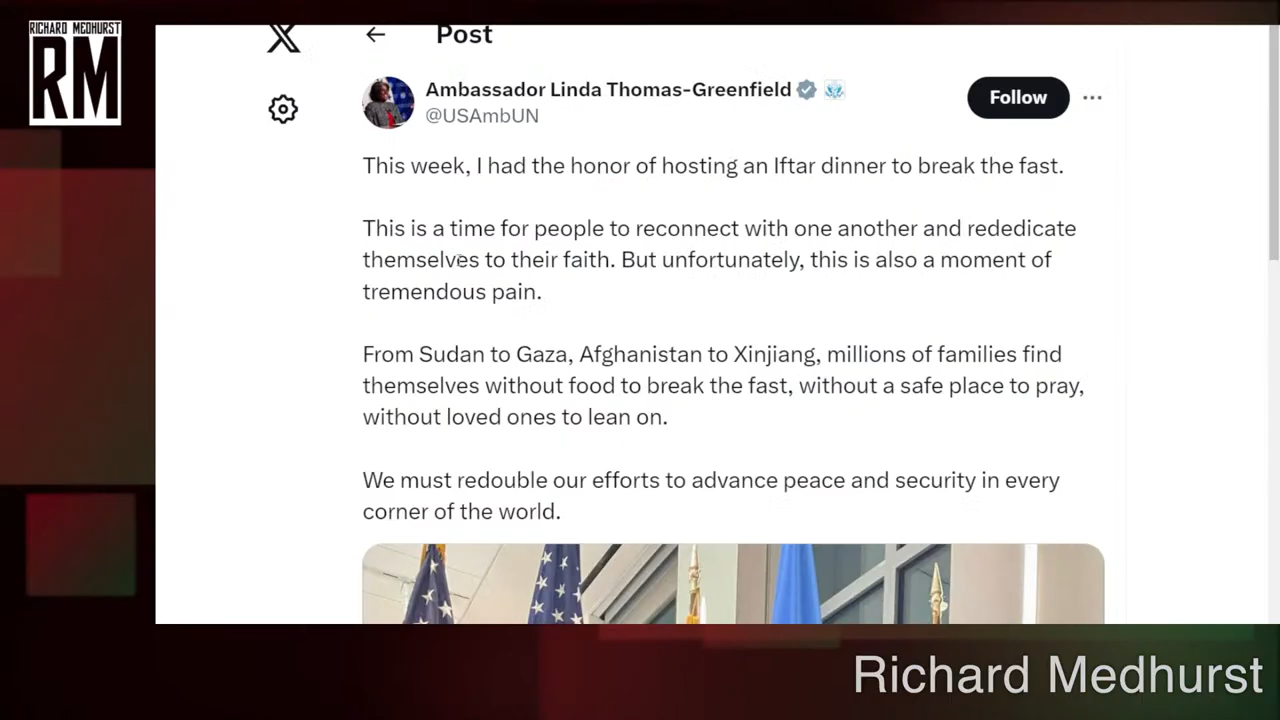 RICHARD MEDHURST
RM
Post
Ambassador Linda Thomas-Greenfield
@USAmbUN
Follow
This week, I had the honor of hosting an Iftar dinner to break the fast.
This is a time for people to reconnect with one another and rededicate
themselves to their faith. But unfortunately, this is also a moment of
tremendous pain.
From Sudan to Gaza, Afghanistan to Xinjiang, millions of families find
themselves without food to break the fast, without a safe place to pray,
without loved ones to lean on.
We must redouble our efforts to advance peace and security in every
corner of the world.
Richard Medhurst